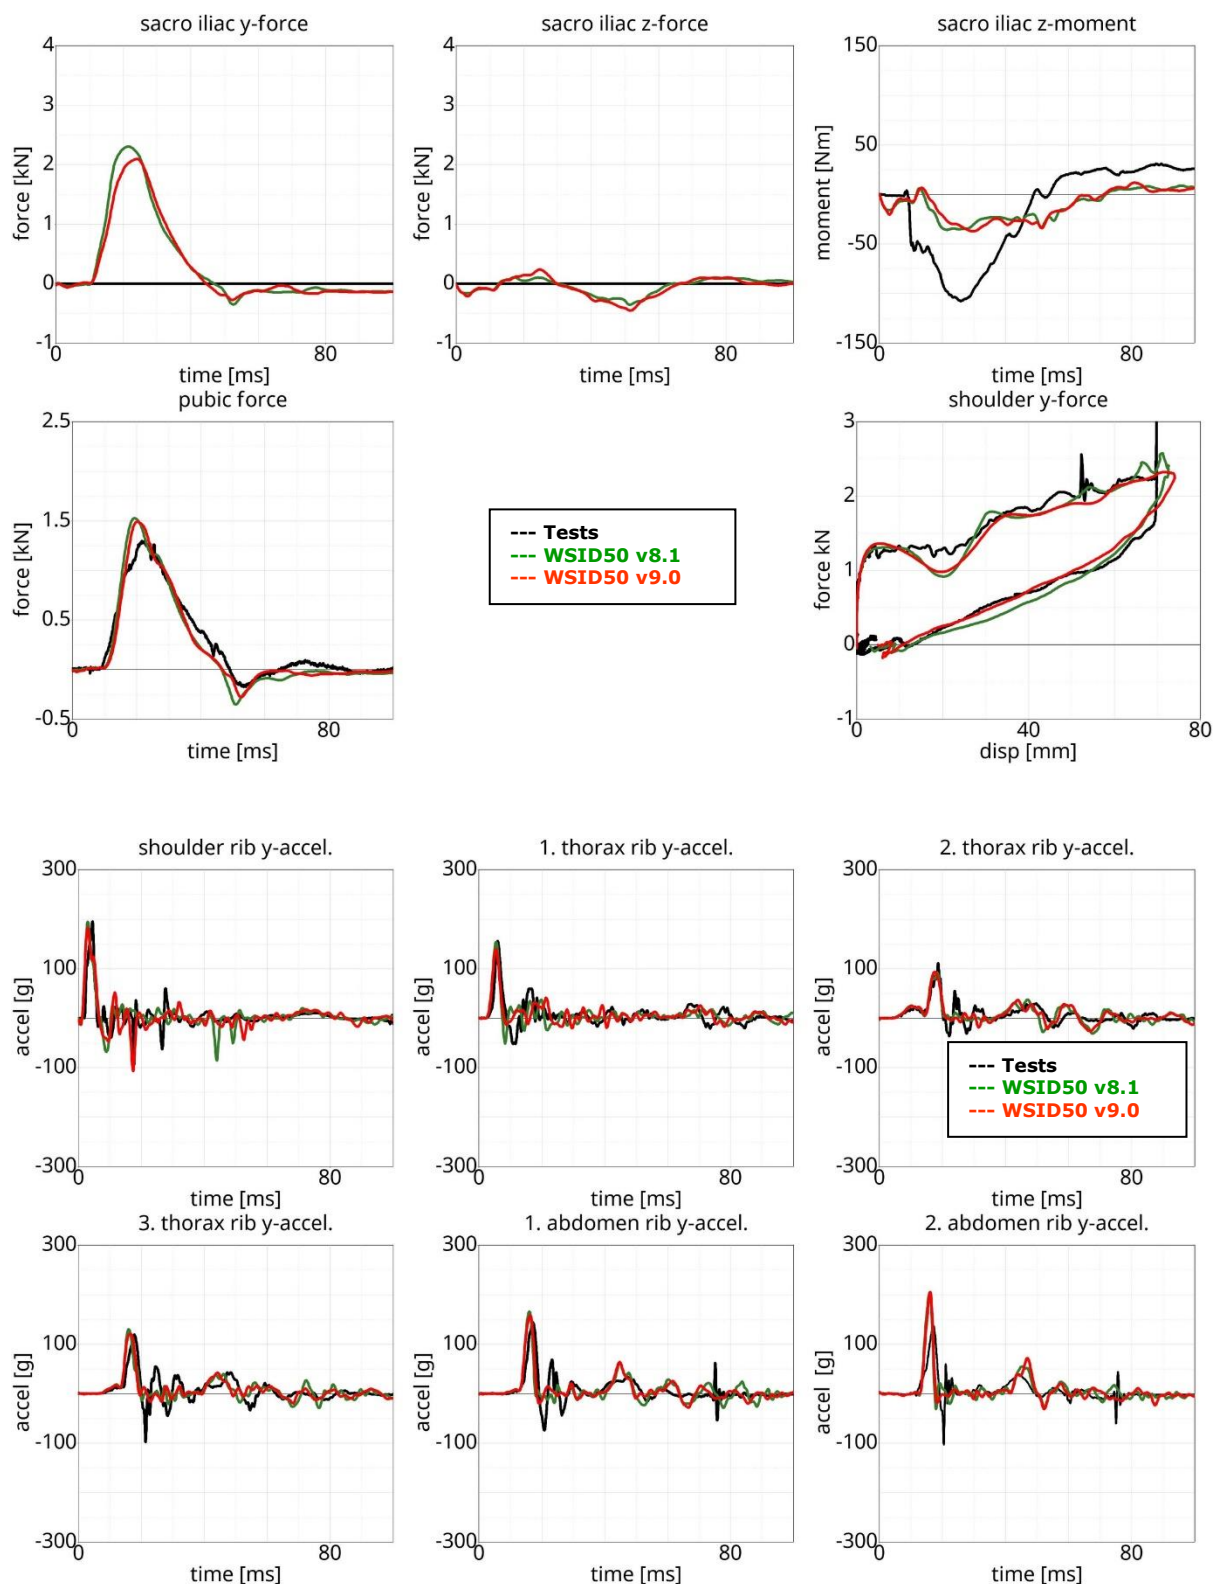 sacro iliac y-force
4
3
2
1
0
-1
force [kN]
0
80
time [ms]
sacro iliac z-force
4
3
2
1
0
-1
force [kN]
0
80
time [ms]
sacro iliac z-moment
150
50
-50
-150
moment [Nm]
0
80
time [ms]
pubic force
2.5
1.5
0.5
-0.5
force [kN]
0
80
time [ms]
--- Tests
--- WSID50 v8.1
--- WSID50 v9.0
shoulder y-force
3
2
1
0
-1
force kN
0
40
80
disp [mm]
shoulder rib y-accel.
300
100
-100
-300
accel [g]
0
80
time [ms]
1. thorax rib y-accel.
300
100
-100
-300
accel [g]
0
80
time [ms]
2. thorax rib y-accel.
300
100
-100
-300
accel [g]
0
80
time [ms]
--- Tests
--- WSID50 v8.1
--- WSID50 v9.0
3. thorax rib y-accel.
300
100
-100
-300
accel [g]
0
80
time [ms]
1. abdomen rib y-accel.
300
100
-100
-300
accel [g]
0
80
time [ms]
2. abdomen rib y-accel.
300
100
-100
-300
accel [g]
0
80
time [ms]